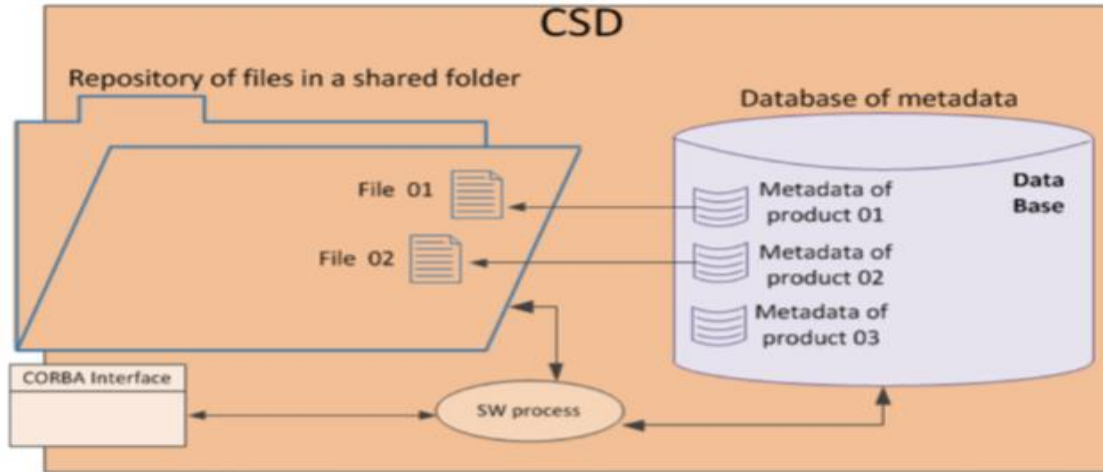 CSD
Repository of files in a shared folder
Database of metadata
Data
Base
File 01
Metadata of
product 01
File 02
Metadata of
product 02
Metadata of
product 03
CORBA Interface
SW process